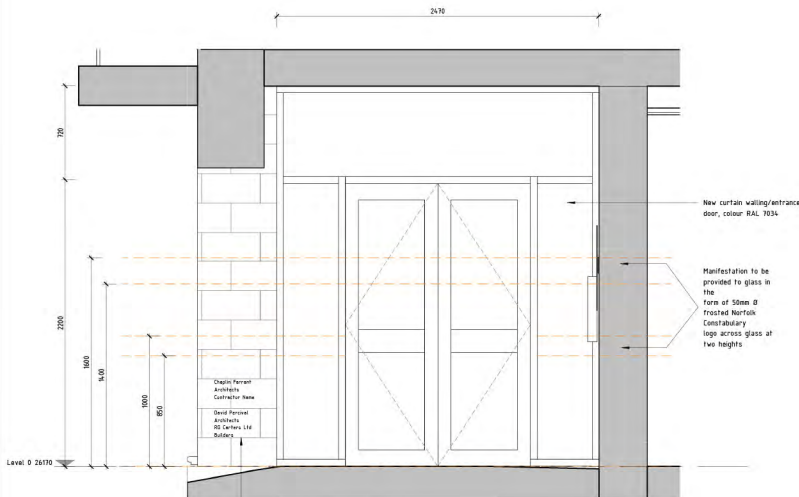 2470
720
New curtain walling/entrance
door, colour RAL 7034
Manifestation to be
provided to glass in
the
form of 50mm Ø
frosted Norfolk
Constabulary
logo across glass at
two heights
2200
1600
1400
1000
850
Chaplin Farrant
Architects
Contractor Name
David Percival
Architects
RG Carters Ltd
Builders
Level 0 26170